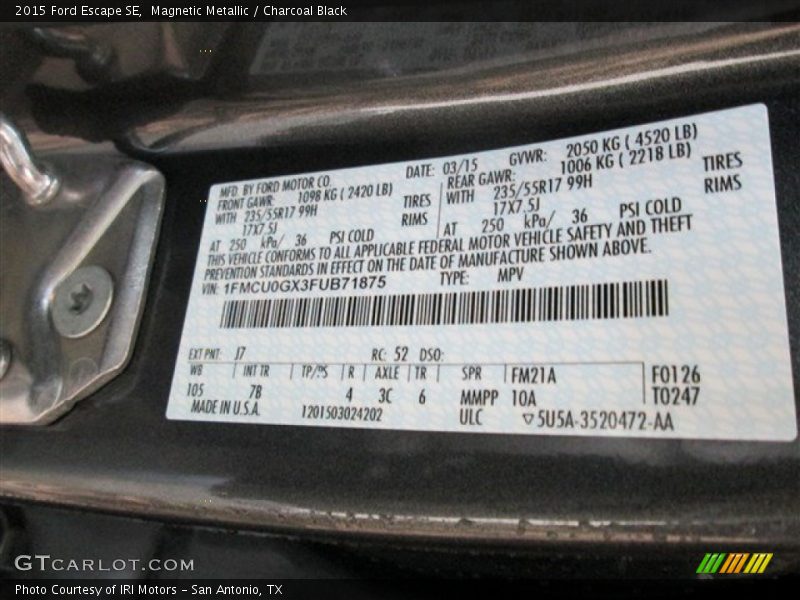 2015 Ford Escape SE, Magnetic Metallic / Charcoal Black
MFD. BY FORD MOTOR CO. DATE: 03/15 GVWR: 2050 KG ( 4520 LB)
FRONT GAWR: 1098 KG ( 2420 LB) REAR GAWR: 1006 KG ( 2218 LB)
WITH 235/55R17 99H TIRES WITH 235/55R17 99H TIRES
17X7.5J RIMS 17X7.5J RIMS
AT 250 kPa/ 36 PSI COLD AT 250 kPa/ 36 PSI COLD
THIS VEHICLE CONFORMS TO ALL APPLICABLE FEDERAL MOTOR VEHICLE SAFETY AND THEFT
PREVENTION STANDARDS IN EFFECT ON THE DATE OF MANUFACTURE SHOWN ABOVE.
VIN: 1FMCU0GX3FUB71875 TYPE: MPV
EXT PNT: J7 RC: 52 DSO:
WB INT TR TP/PS R AXLE TR SPR FM21A F0126
105 7B 4 3C 6 MMPP 10A T0247
MADE IN U.S.A. 1201503024202 ULC ▽5U5A-3520472-AA
GTCARLOT.COM
Photo Courtesy of IRI Motors - San Antonio, TX